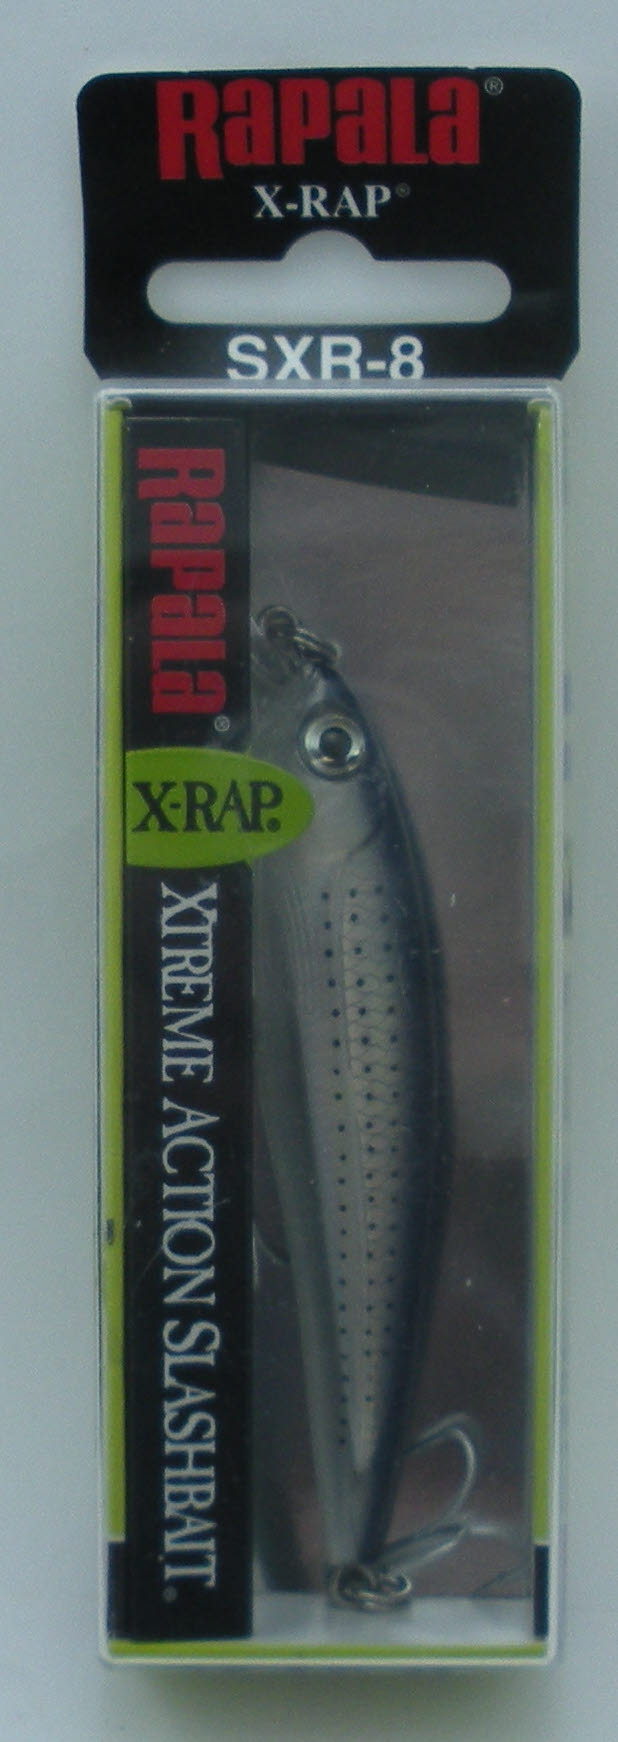 RAPALA®
X-RAP®
SXR-8
RAPALA®
X-RAP®
XTREME ACTION SLASHBAIT®